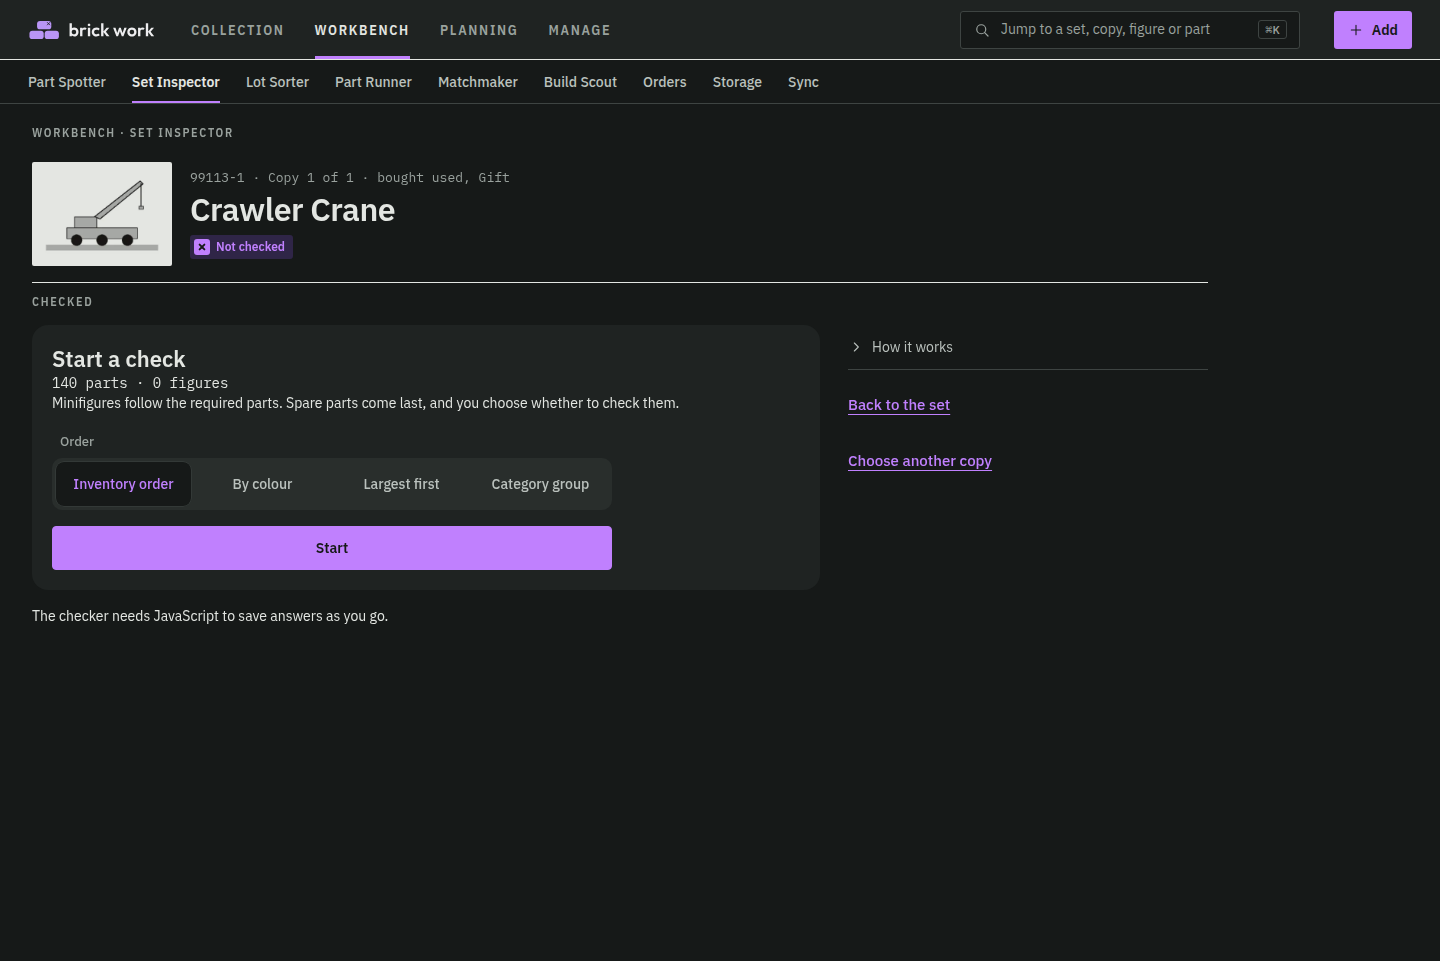 brick work
COLLECTION
WORKBENCH
PLANNING
MANAGE
Jump to a set, copy, figure or part
⌘K
+ Add
Part Spotter
Set Inspector
Lot Sorter
Part Runner
Matchmaker
Build Scout
Orders
Storage
Sync
WORKBENCH · SET INSPECTOR
99113-1 · Copy 1 of 1 · bought used, Gift
Crawler Crane
Not checked
CHECKED
Start a check
140 parts · 0 figures
Minifigures follow the required parts. Spare parts come last, and you choose whether to check them.
Order
Inventory order
By colour
Largest first
Category group
Start
The checker needs JavaScript to save answers as you go.
How it works
Back to the set
Choose another copy